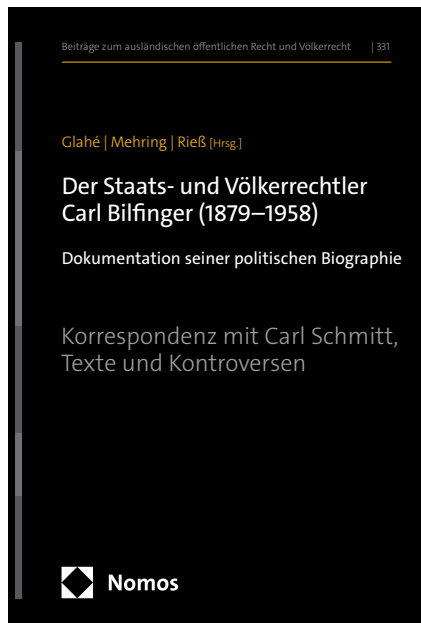 Beiträge zum ausländischen öffentlichen Recht und Völkerrecht | 331
Glahé | Mehring | Rieß [Hrsg.]
Der Staats- und Völkerrechtler
Carl Bilfinger (1879–1958)
Dokumentation seiner politischen Biographie
Korrespondenz mit Carl Schmitt,
Texte und Kontroversen
Nomos